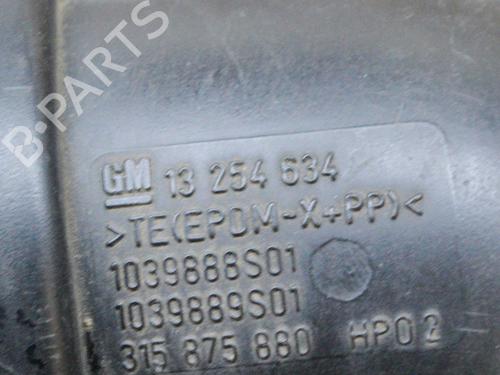 B-PARTS
GM 13 254 634
>TE(EPDM-X+PP)<
1039888S01
1039889S01
315 875 880 HP02